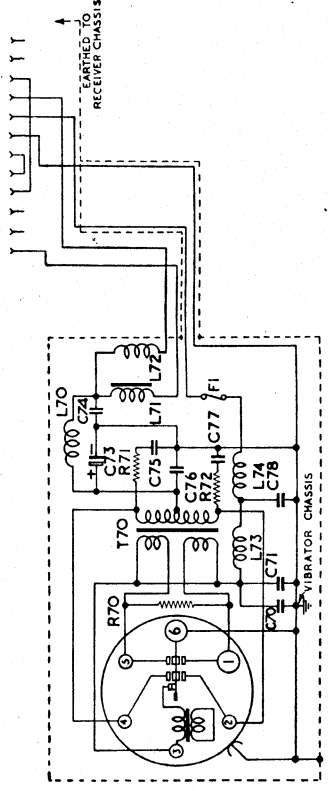 EARTHED TO
RECEIVER CHASSIS
L70
C74
L72
L71
F1
C73
R71
C75
C76
R72
C77
T70
L74
C78
L73
C71
C70
R70
VIBRATOR CHASSIS
+
−
1
2
3
4
5
6